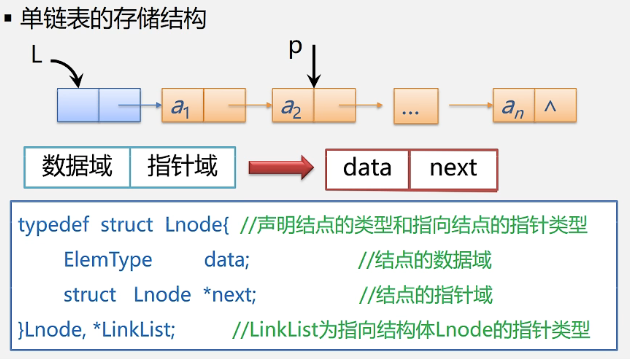 ▪ 单链表的存储结构
L
p
a1
a2
...
an ∧
数据域 指针域
data next
typedef struct Lnode{ //声明结点的类型和指向结点的指针类型
ElemType data; //结点的数据域
struct Lnode *next; //结点的指针域
}Lnode, *LinkList; //LinkList为指向结构体Lnode的指针类型